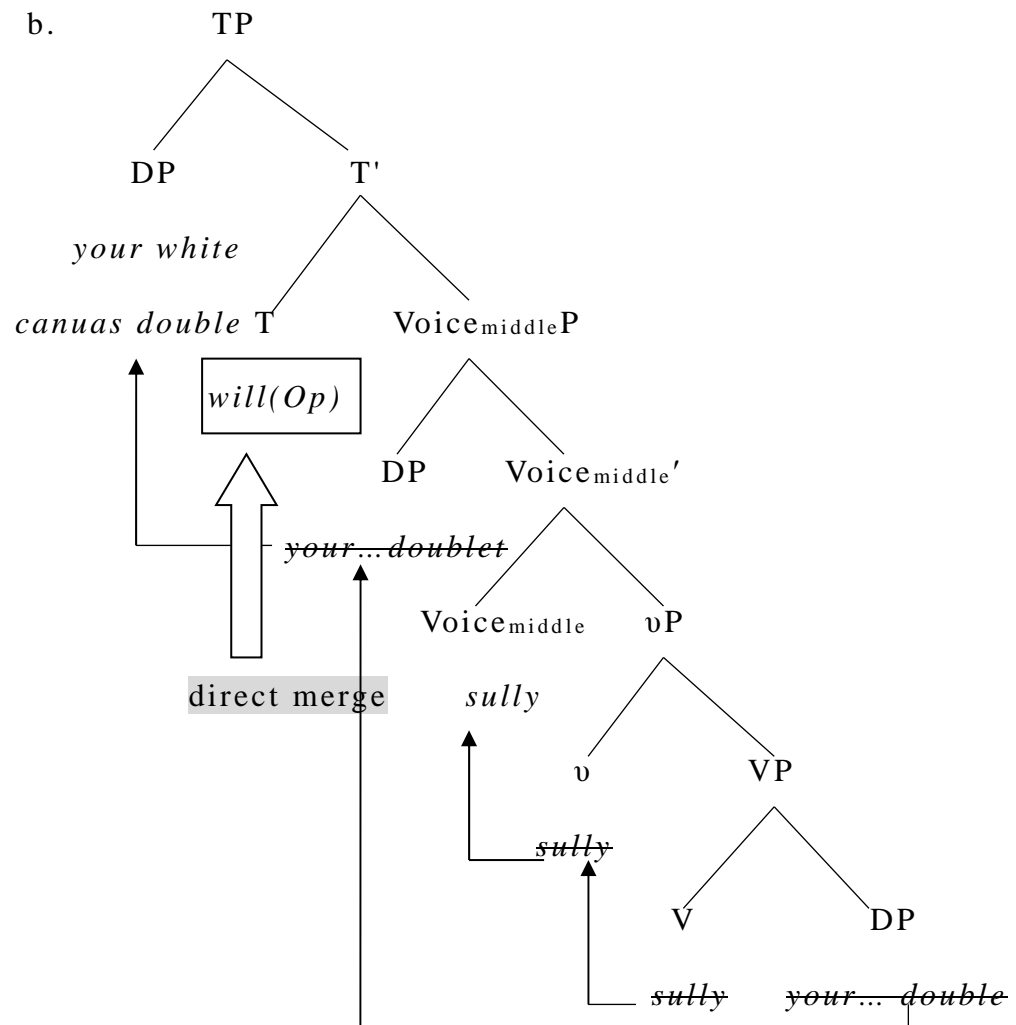 b. TP
DP T'
your white
canuas double T VoicemiddleP
will(Op)
DP Voicemiddle′
your...doublet
Voicemiddle υP
direct merge sully
υ VP
sully
V DP
sully your... double